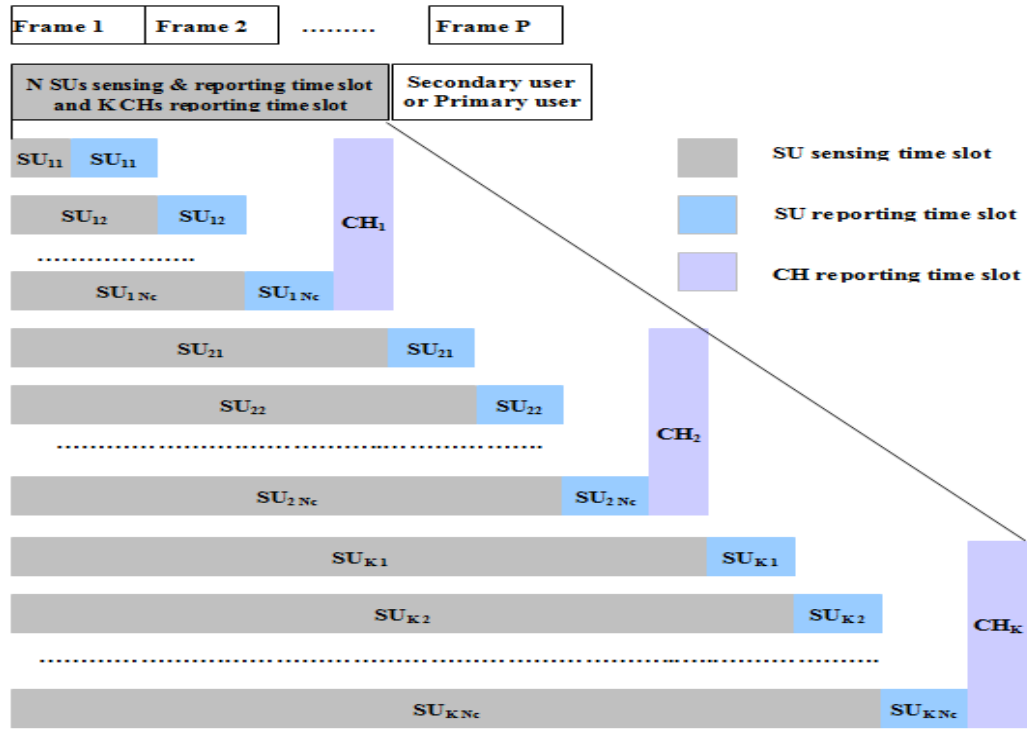 Frame 1 Frame 2 ......... Frame P
N SUs sensing & reporting time slot
and K CHs reporting time slot
Secondary user
or Primary user
SU11 SU11
SU12 SU12
...................
SU1 Nc SU1 Nc
CH1
SU sensing time slot
SU reporting time slot
CH reporting time slot
SU21 SU21
SU22 SU22
...............................................................
SU2 Nc SU2 Nc
CH2
SUK1 SUK1
SUK2 SUK2
.....................................................................................................
SUK Nc SUK Nc
CHK